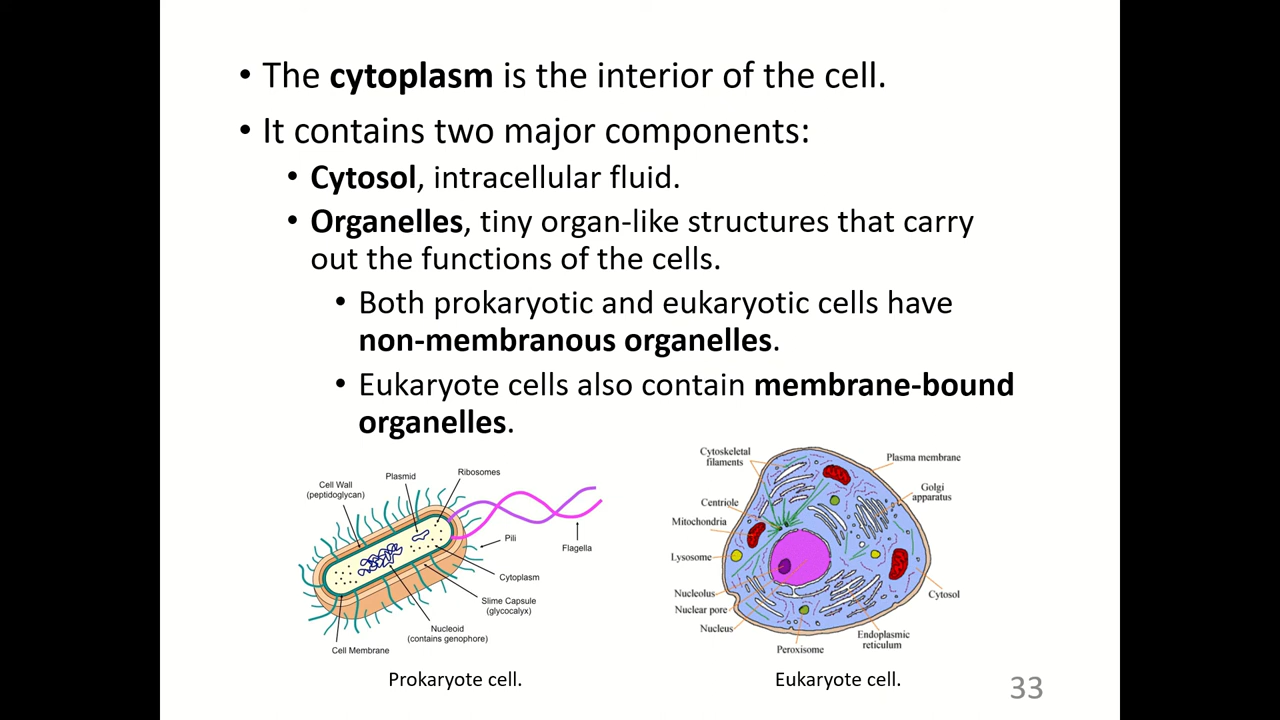 • The cytoplasm is the interior of the cell.
• It contains two major components:
• Cytosol, intracellular fluid.
• Organelles, tiny organ-like structures that carry
out the functions of the cells.
• Both prokaryotic and eukaryotic cells have
non-membranous organelles.
• Eukaryote cells also contain membrane-bound
organelles.
Cell Wall
(peptidoglycan)
Plasmid
Ribosomes
Pili
Flagella
Cytoplasm
Slime Capsule
(glycocalyx)
Nucleoid
(contains genophore)
Cell Membrane
Prokaryote cell.
Cytoskeletal
filaments
Plasma membrane
Golgi
apparatus
Centriole
Mitochondria
Lysosome
Nucleolus
Nuclear pore
Nucleus
Cytosol
Endoplasmic
reticulum
Peroxisome
Eukaryote cell.
33